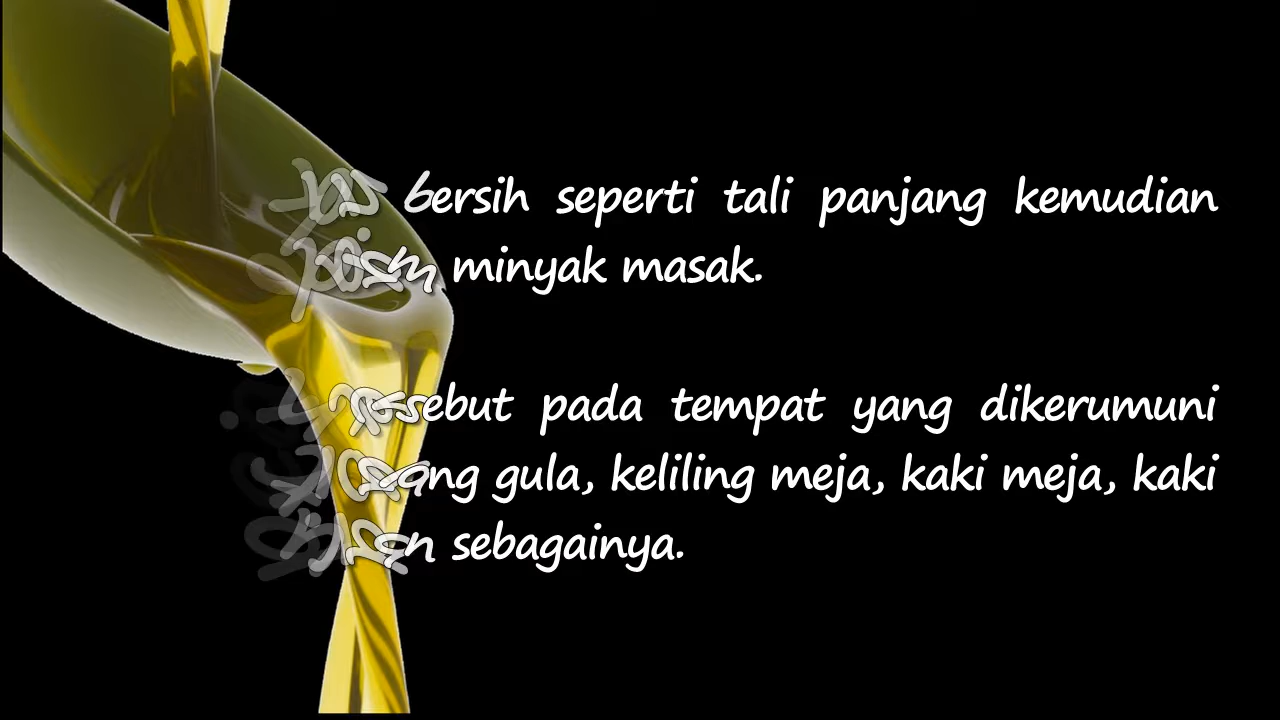 bersih seperti tali panjang kemudian
minyak masak.
pada tempat yang dikerumuni
gula, keliling meja, kaki meja, kaki
sebagainya.